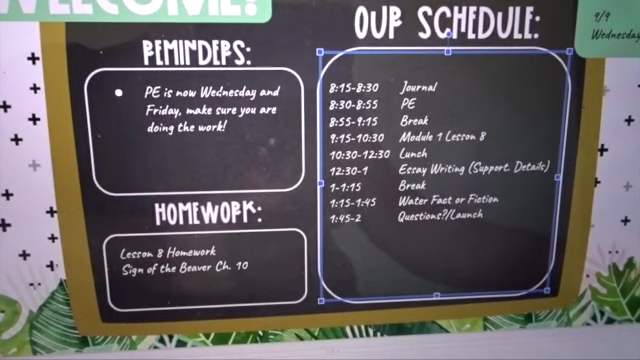 WELCOME!
9/9
Wednesday
REMINDERS:
PE is now Wednesday and
Friday, make sure you are
doing the work!
HOMEWORK:
Lesson 8 Homework
Sign of the Beaver Ch. 10
OUR SCHEDULE:
8:15-8:30 Journal
8:30-8:55 PE
8:55-9:15 Break
9:15-10:30 Module 1 Lesson 8
10:30-12:30 Lunch
12:30-1 Essay Writing (Support Details)
1-1:15 Break
1:15-1:45 Water Fact or Fiction
1:45-2 Questions?/Launch